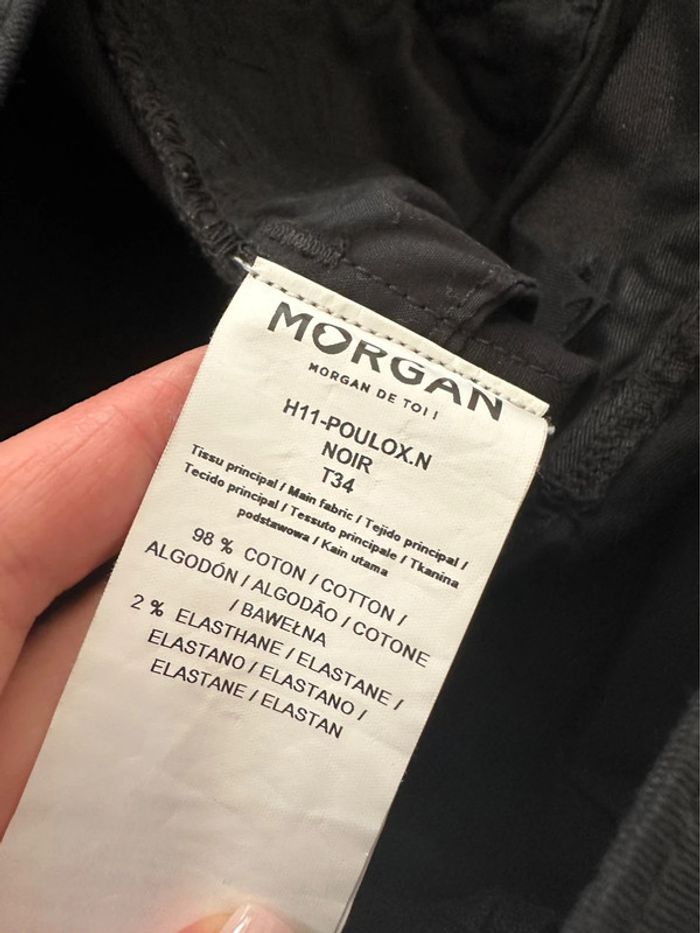 MORGAN
MORGAN DE TOI !
H11-POULOX.N
NOIR
T34
Tissu principal / Main fabric / Tejido principal /
Tecido principal / Tessuto principale / Tkanina
podstawowa / Kain utama
98 % COTON / COTTON /
ALGODÓN / ALGODÃO / COTONE
/ BAWEŁNA
2 % ELASTHANE / ELASTANE /
ELASTANO / ELASTANO /
ELASTANE / ELASTAN